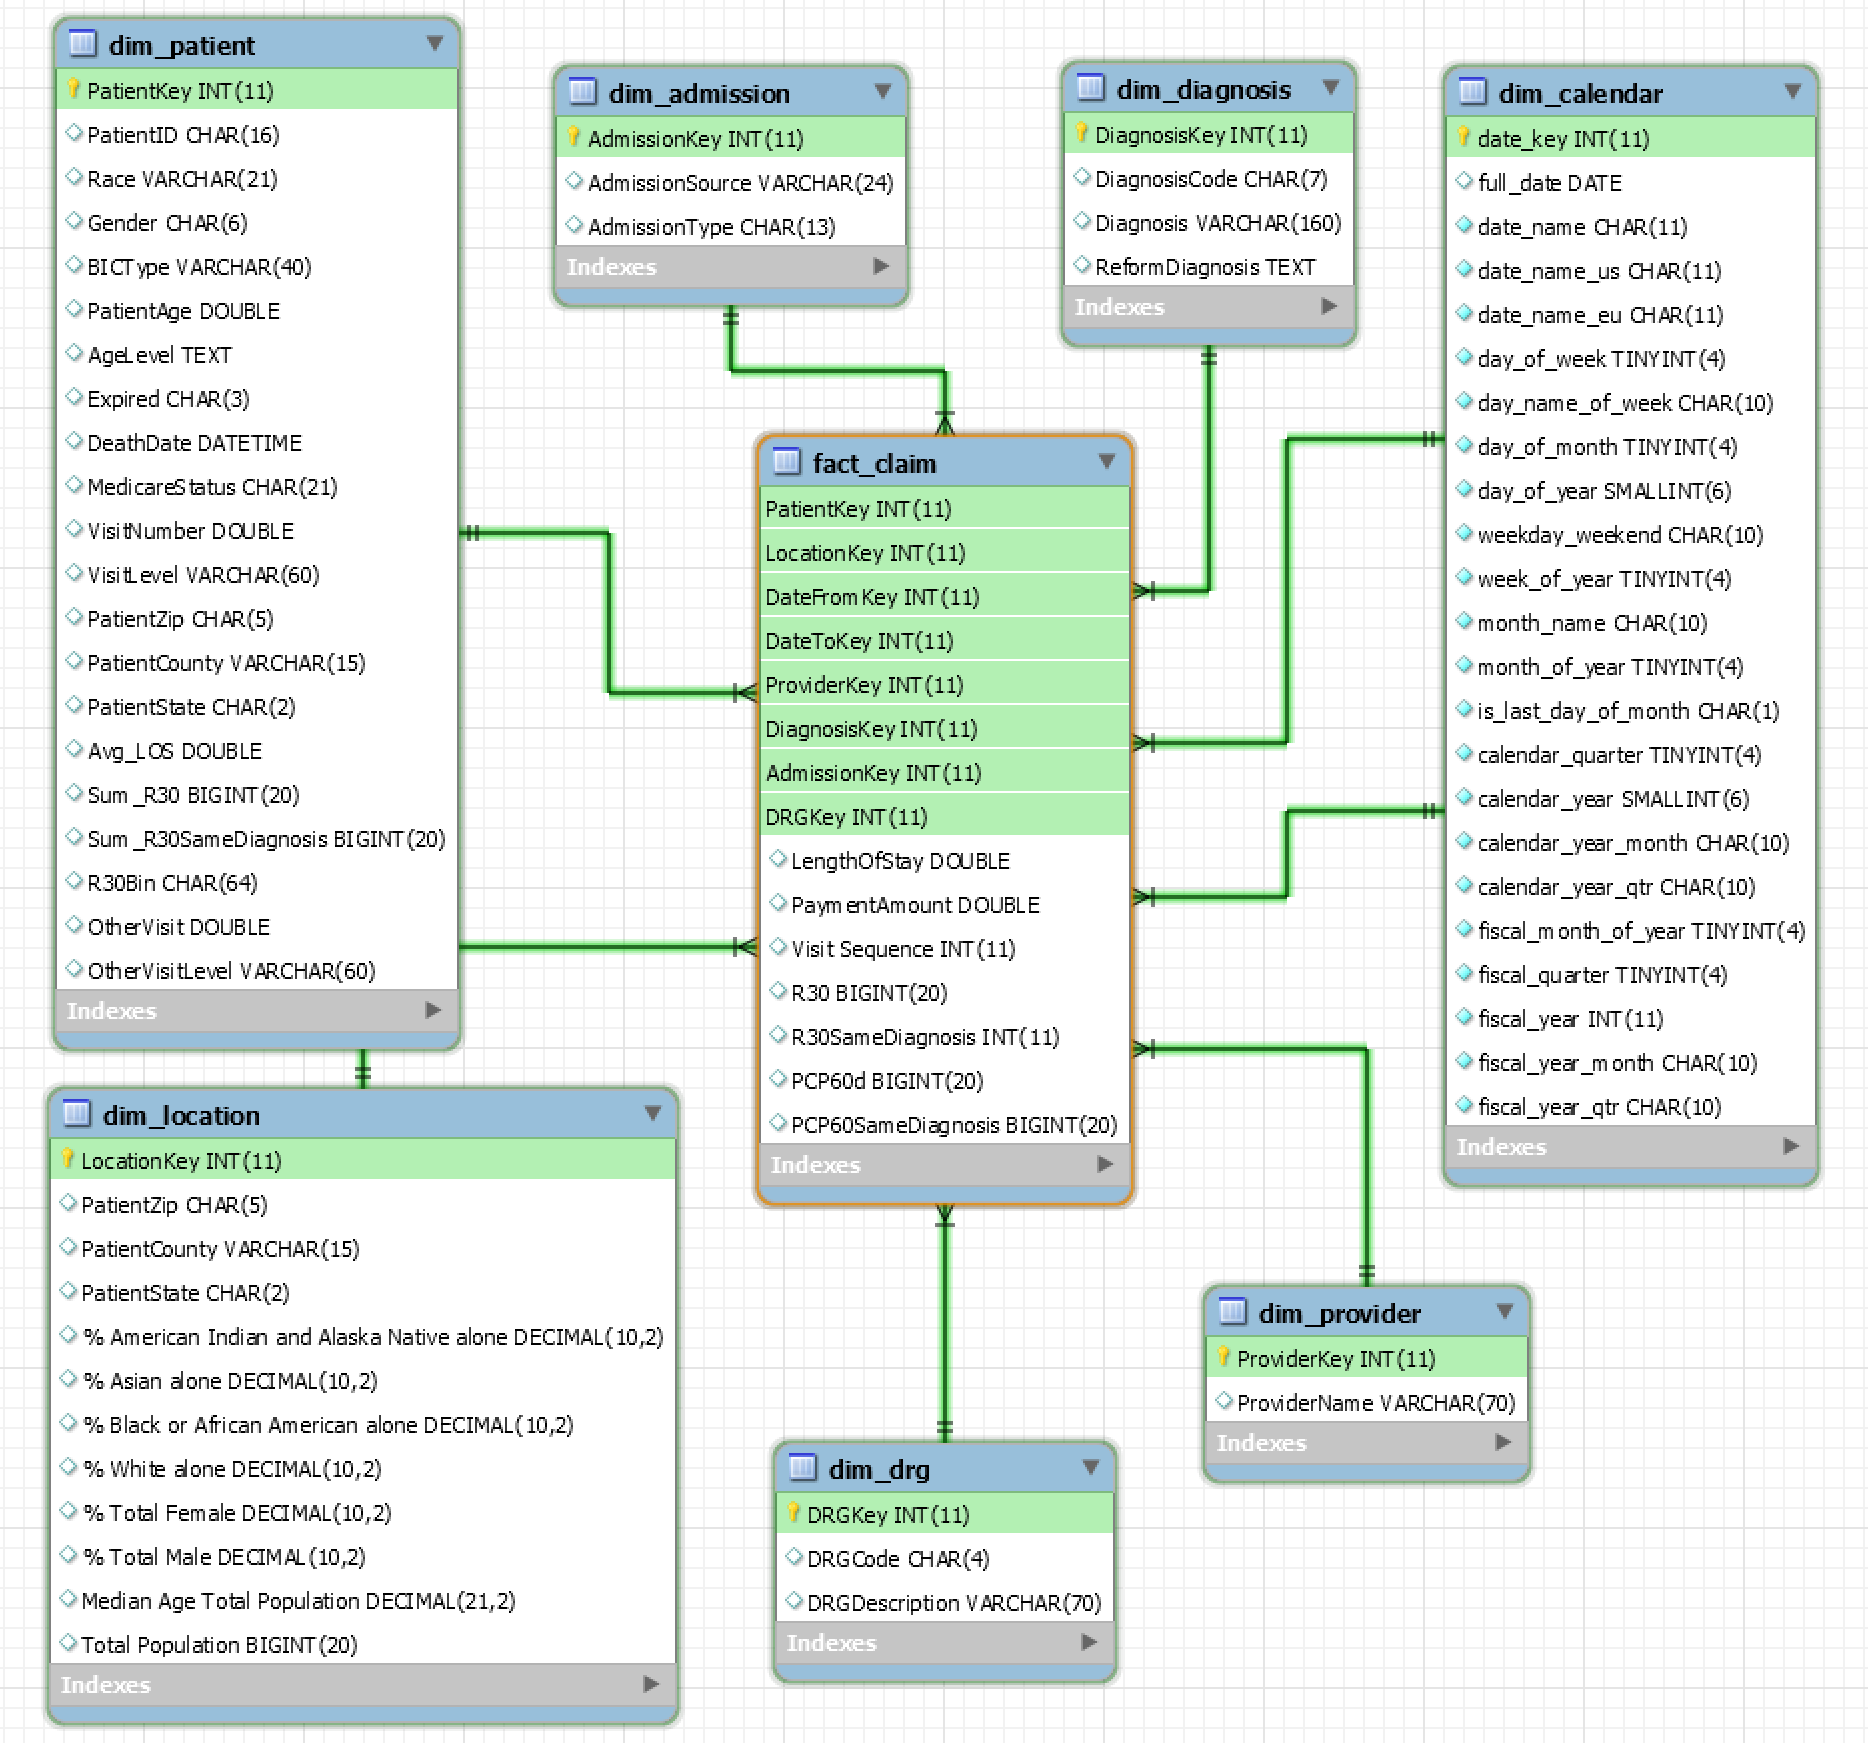 dim_patient
PatientKey INT(11)
PatientID CHAR(16)
Race VARCHAR(21)
Gender CHAR(6)
BICType VARCHAR(40)
PatientAge DOUBLE
AgeLevel TEXT
Expired CHAR(3)
DeathDate DATETIME
MedicareStatus CHAR(21)
VisitNumber DOUBLE
VisitLevel VARCHAR(60)
PatientZip CHAR(5)
PatientCounty VARCHAR(15)
PatientState CHAR(2)
Avg_LOS DOUBLE
Sum_R30 BIGINT(20)
Sum_R30SameDiagnosis BIGINT(20)
R30Bin CHAR(64)
OtherVisit DOUBLE
OtherVisitLevel VARCHAR(60)
Indexes
dim_admission
AdmissionKey INT(11)
AdmissionSource VARCHAR(24)
AdmissionType CHAR(13)
Indexes
dim_diagnosis
DiagnosisKey INT(11)
DiagnosisCode CHAR(7)
Diagnosis VARCHAR(160)
ReformDiagnosis TEXT
Indexes
dim_calendar
date_key INT(11)
full_date DATE
date_name CHAR(11)
date_name_us CHAR(11)
date_name_eu CHAR(11)
day_of_week TINYINT(4)
day_name_of_week CHAR(10)
day_of_month TINYINT(4)
day_of_year SMALLINT(6)
weekday_weekend CHAR(10)
week_of_year TINYINT(4)
month_name CHAR(10)
month_of_year TINYINT(4)
is_last_day_of_month CHAR(1)
calendar_quarter TINYINT(4)
calendar_year SMALLINT(6)
calendar_year_month CHAR(10)
calendar_year_qtr CHAR(10)
fiscal_month_of_year TINYINT(4)
fiscal_quarter TINYINT(4)
fiscal_year INT(11)
fiscal_year_month CHAR(10)
fiscal_year_qtr CHAR(10)
Indexes
fact_claim
PatientKey INT(11)
LocationKey INT(11)
DateFromKey INT(11)
DateToKey INT(11)
ProviderKey INT(11)
DiagnosisKey INT(11)
AdmissionKey INT(11)
DRGKey INT(11)
LengthOfStay DOUBLE
PaymentAmount DOUBLE
Visit Sequence INT(11)
R30 BIGINT(20)
R30SameDiagnosis INT(11)
PCP60d BIGINT(20)
PCP60SameDiagnosis BIGINT(20)
Indexes
dim_location
LocationKey INT(11)
PatientZip CHAR(5)
PatientCounty VARCHAR(15)
PatientState CHAR(2)
% American Indian and Alaska Native alone DECIMAL(10,2)
% Asian alone DECIMAL(10,2)
% Black or African American alone DECIMAL(10,2)
% White alone DECIMAL(10,2)
% Total Female DECIMAL(10,2)
% Total Male DECIMAL(10,2)
Median Age Total Population DECIMAL(21,2)
Total Population BIGINT(20)
Indexes
dim_drg
DRGKey INT(11)
DRGCode CHAR(4)
DRGDescription VARCHAR(70)
Indexes
dim_provider
ProviderKey INT(11)
ProviderName VARCHAR(70)
Indexes